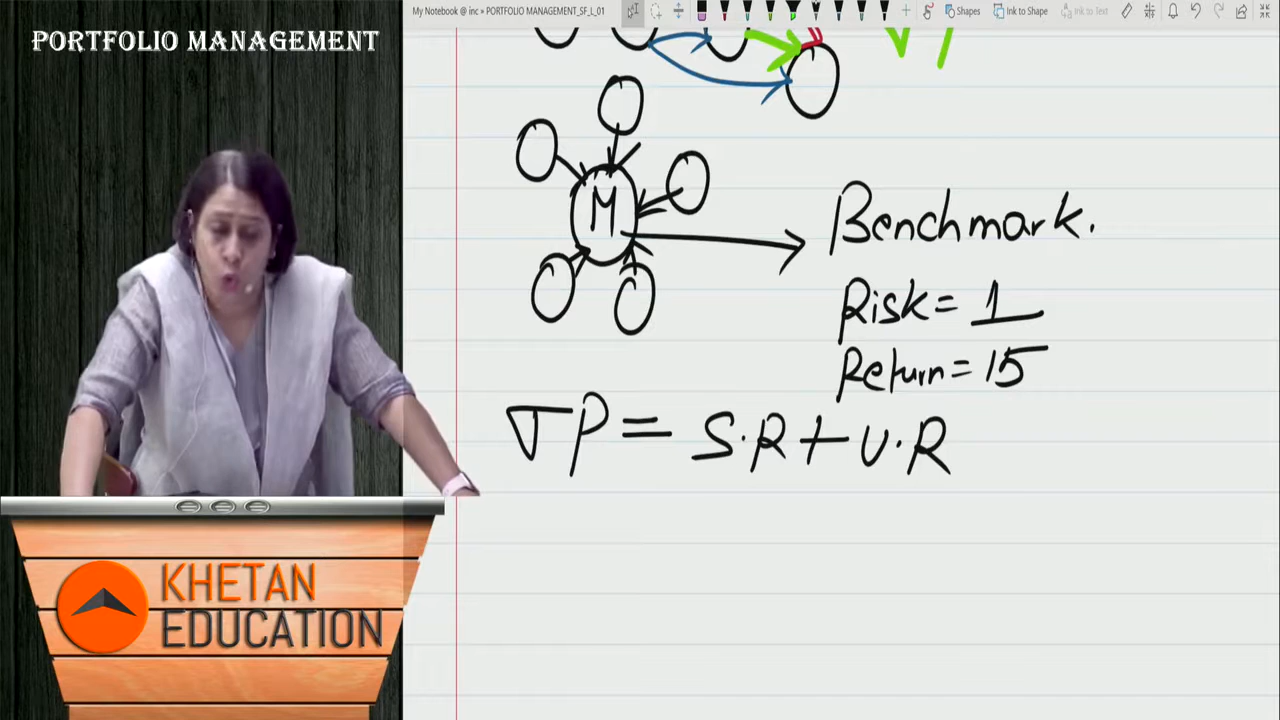 PORTFOLIO MANAGEMENT
My Notebook @ inc » PORTFOLIO MANAGEMENT_SF_L_01
Shapes
Ink to Shape
Ink to Text
M
Benchmark.
Risk = 1
Return = 15
σP = S.R + U.R
KHETAN
EDUCATION